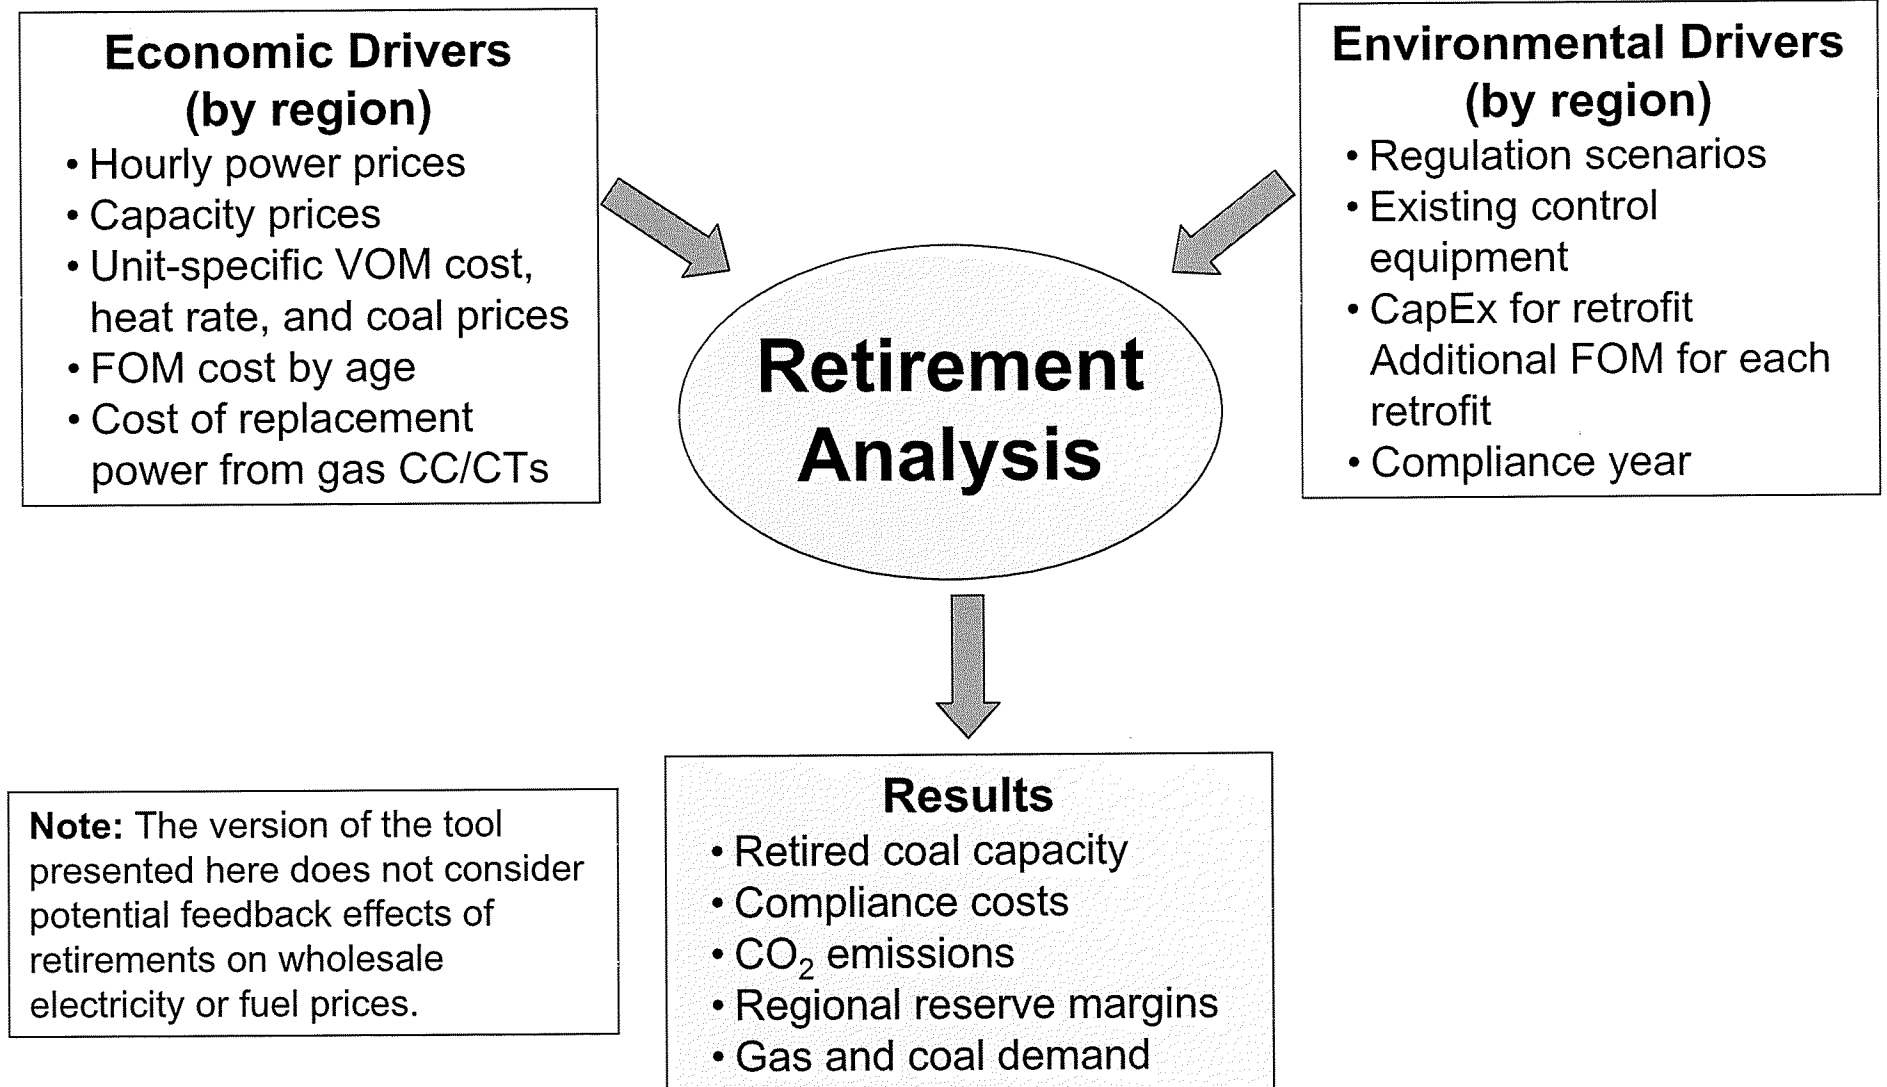 Economic Drivers
(by region)
• Hourly power prices
• Capacity prices
• Unit-specific VOM cost,
heat rate, and coal prices
• FOM cost by age
• Cost of replacement
power from gas CC/CTs
Environmental Drivers
(by region)
• Regulation scenarios
• Existing control
equipment
• CapEx for retrofit
Additional FOM for each
retrofit
• Compliance year
Retirement
Analysis
Note: The version of the tool
presented here does not consider
potential feedback effects of
retirements on wholesale
electricity or fuel prices.
Results
• Retired coal capacity
• Compliance costs
• CO₂ emissions
• Regional reserve margins
• Gas and coal demand